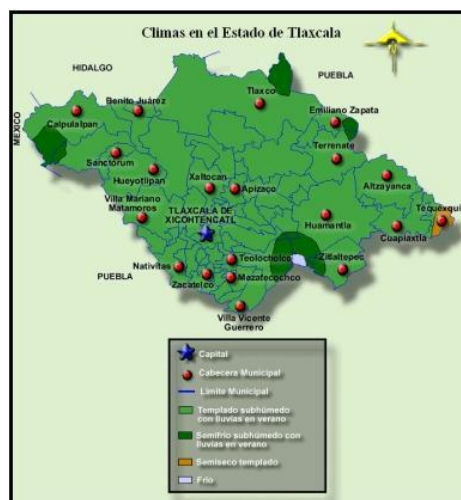 Climas en el Estado de Tlaxcala
HIDALGO
PUEBLA
MEXICO
Calpulalpan
Benito Juárez
Tlaxco
Emiliano Zapata
Sanctórum
Hueyotlipan
Terrenate
Xaltocan
Apizaco
Altzayanca
Villa Mariano
Matamoros
TLAXCALA DE
XICOHTENCATL
Huamantla
Tequexqui
Cuapiaxtla
PUEBLA
Nativitas
Teolocholco
Zitlaltepec
Zacatelco
Mazatecochco
Villa Vicente
Guerrero
Capital
Cabecera Municipal
Límite Municipal
Templado subhúmedo
con lluvias en verano
Semifrío subhúmedo con
lluvias en verano
Semiseco templado
Frío